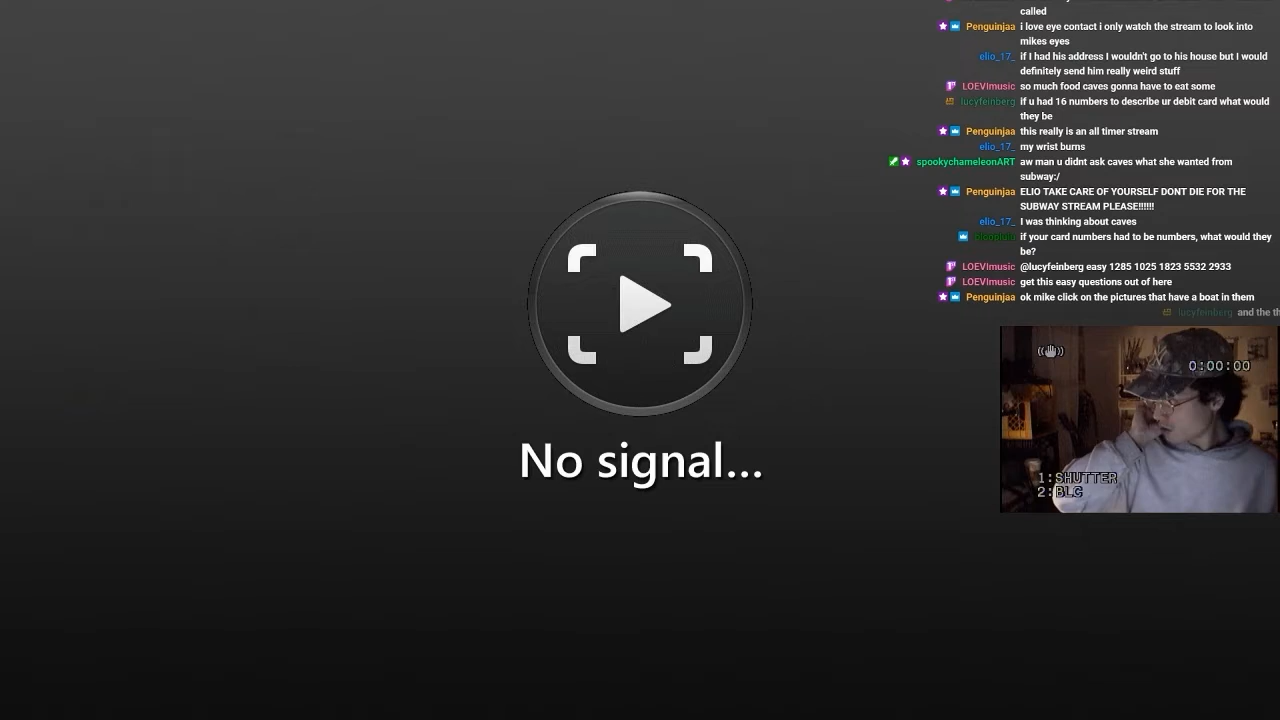 called
Penguinjaa i love eye contact i only watch the stream to look into
mikes eyes
elio_17_ if I had his address I wouldn't go to his house but I would
definitely send him really weird stuff
LOEVImusic so much food caves gonna have to eat some
lucyfeinberg if u had 16 numbers to describe ur debit card what would
they be
Penguinjaa this really is an all timer stream
elio_17_ my wrist burns
spookychameleonART aw man u didnt ask caves what she wanted from
subway:/
Penguinjaa ELIO TAKE CARE OF YOURSELF DONT DIE FOR THE
SUBWAY STREAM PLEASE!!!!!!
elio_17_ I was thinking about caves
if your card numbers had to be numbers, what would they
be?
LOEVImusic @lucyfeinberg easy 1285 1025 1823 5532 2933
LOEVImusic get this easy questions out of here
Penguinjaa ok mike click on the pictures that have a boat in them
lucyfeinberg and the th
0:00:00
No signal...
1:SHUTTER
2:BLC